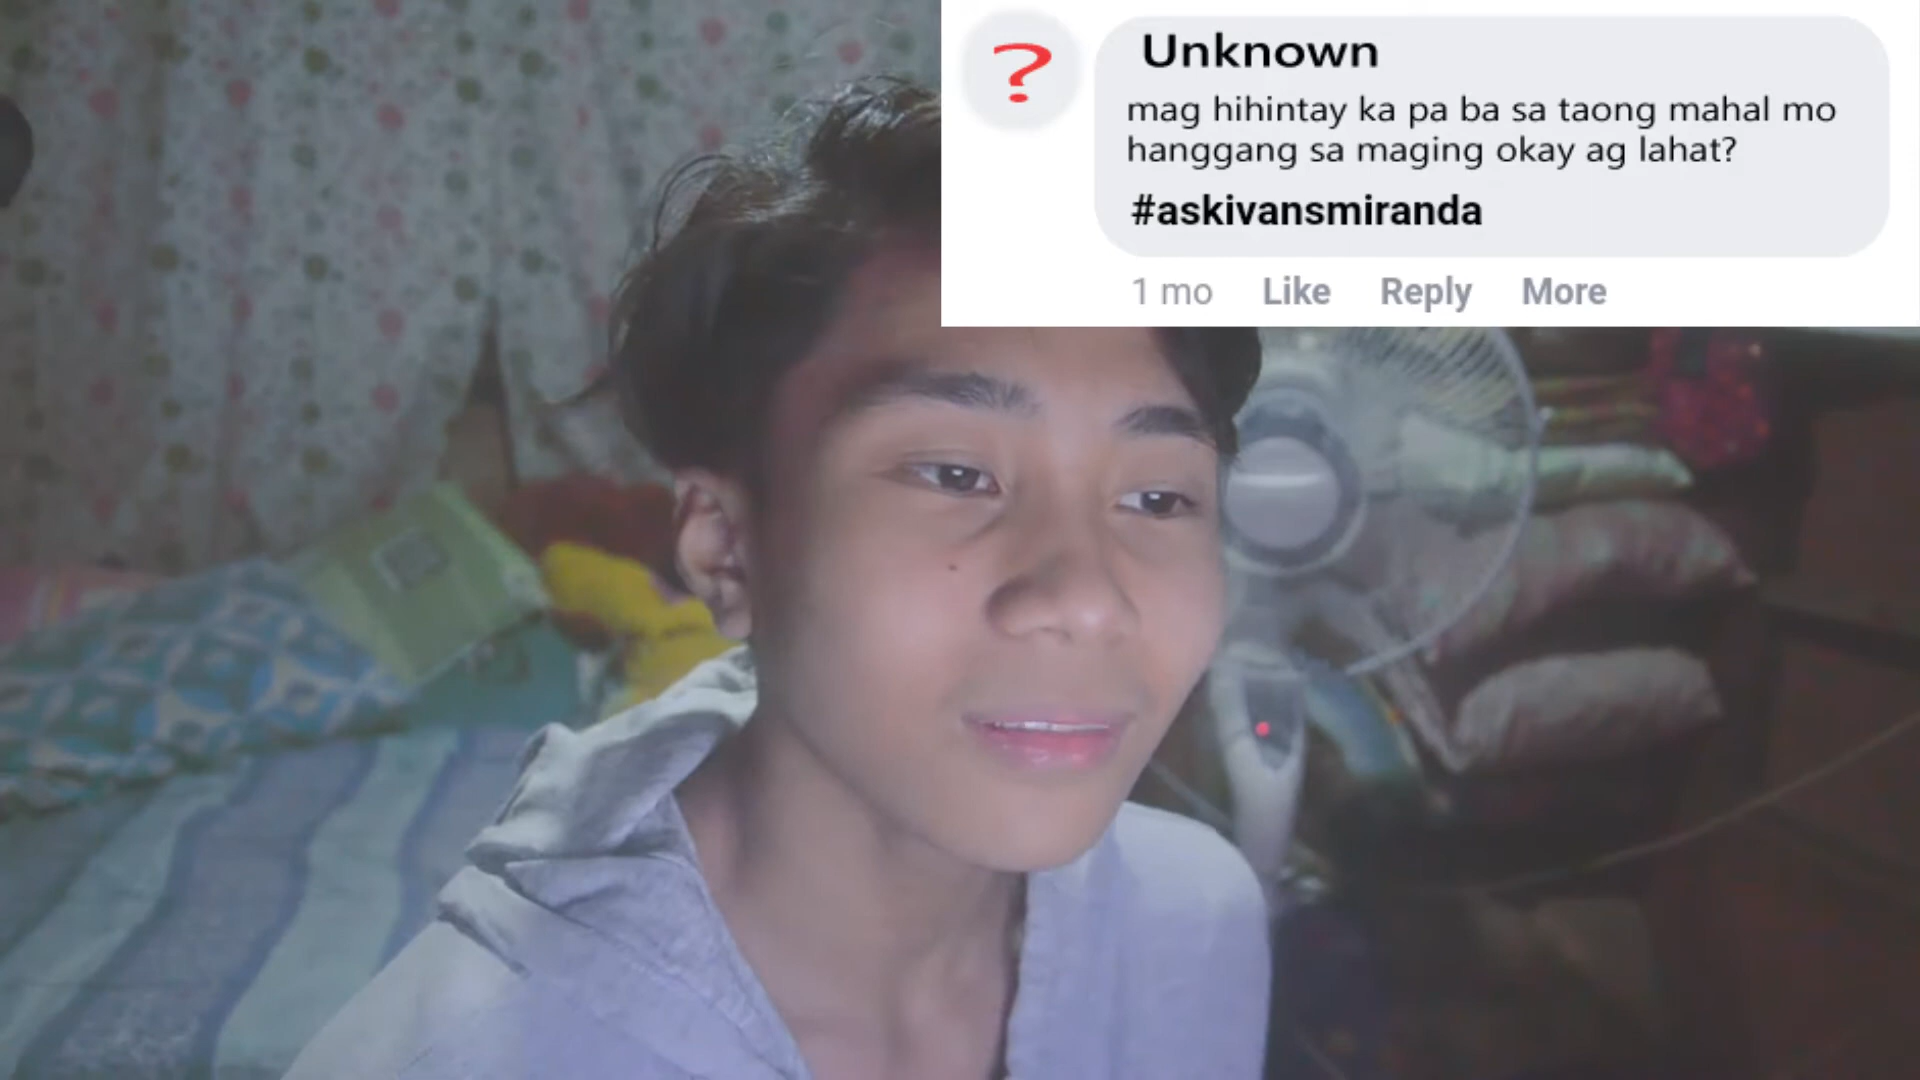 ?
Unknown
mag hihintay ka pa ba sa taong mahal mo
hanggang sa maging okay ag lahat?
#askivansmiranda
1 mo Like Reply More